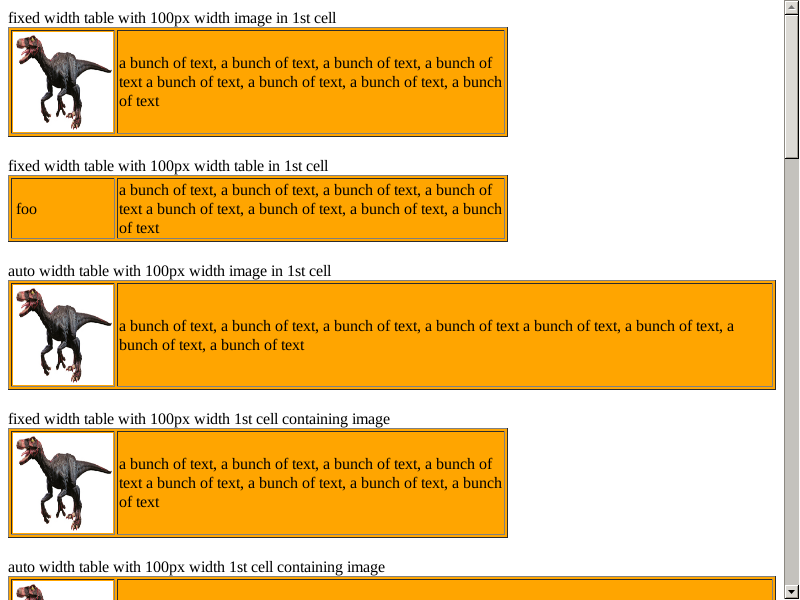 fixed width table with 100px width image in 1st cell
a bunch of text, a bunch of text, a bunch of text, a bunch of
text a bunch of text, a bunch of text, a bunch of text, a bunch
of text
fixed width table with 100px width table in 1st cell
foo
a bunch of text, a bunch of text, a bunch of text, a bunch of
text a bunch of text, a bunch of text, a bunch of text, a bunch
of text
auto width table with 100px width image in 1st cell
a bunch of text, a bunch of text, a bunch of text, a bunch of text a bunch of text, a bunch of text, a
bunch of text, a bunch of text
fixed width table with 100px width 1st cell containing image
a bunch of text, a bunch of text, a bunch of text, a bunch of
text a bunch of text, a bunch of text, a bunch of text, a bunch
of text
auto width table with 100px width 1st cell containing image